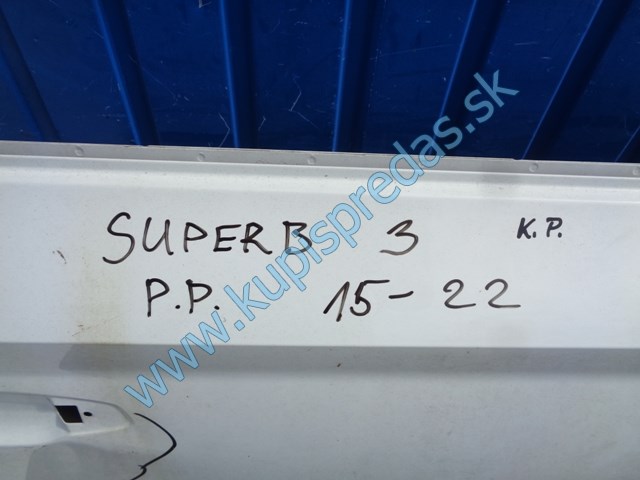 SUPERB 3 K.P.
P.P. 15-22
www.kupispredas.sk